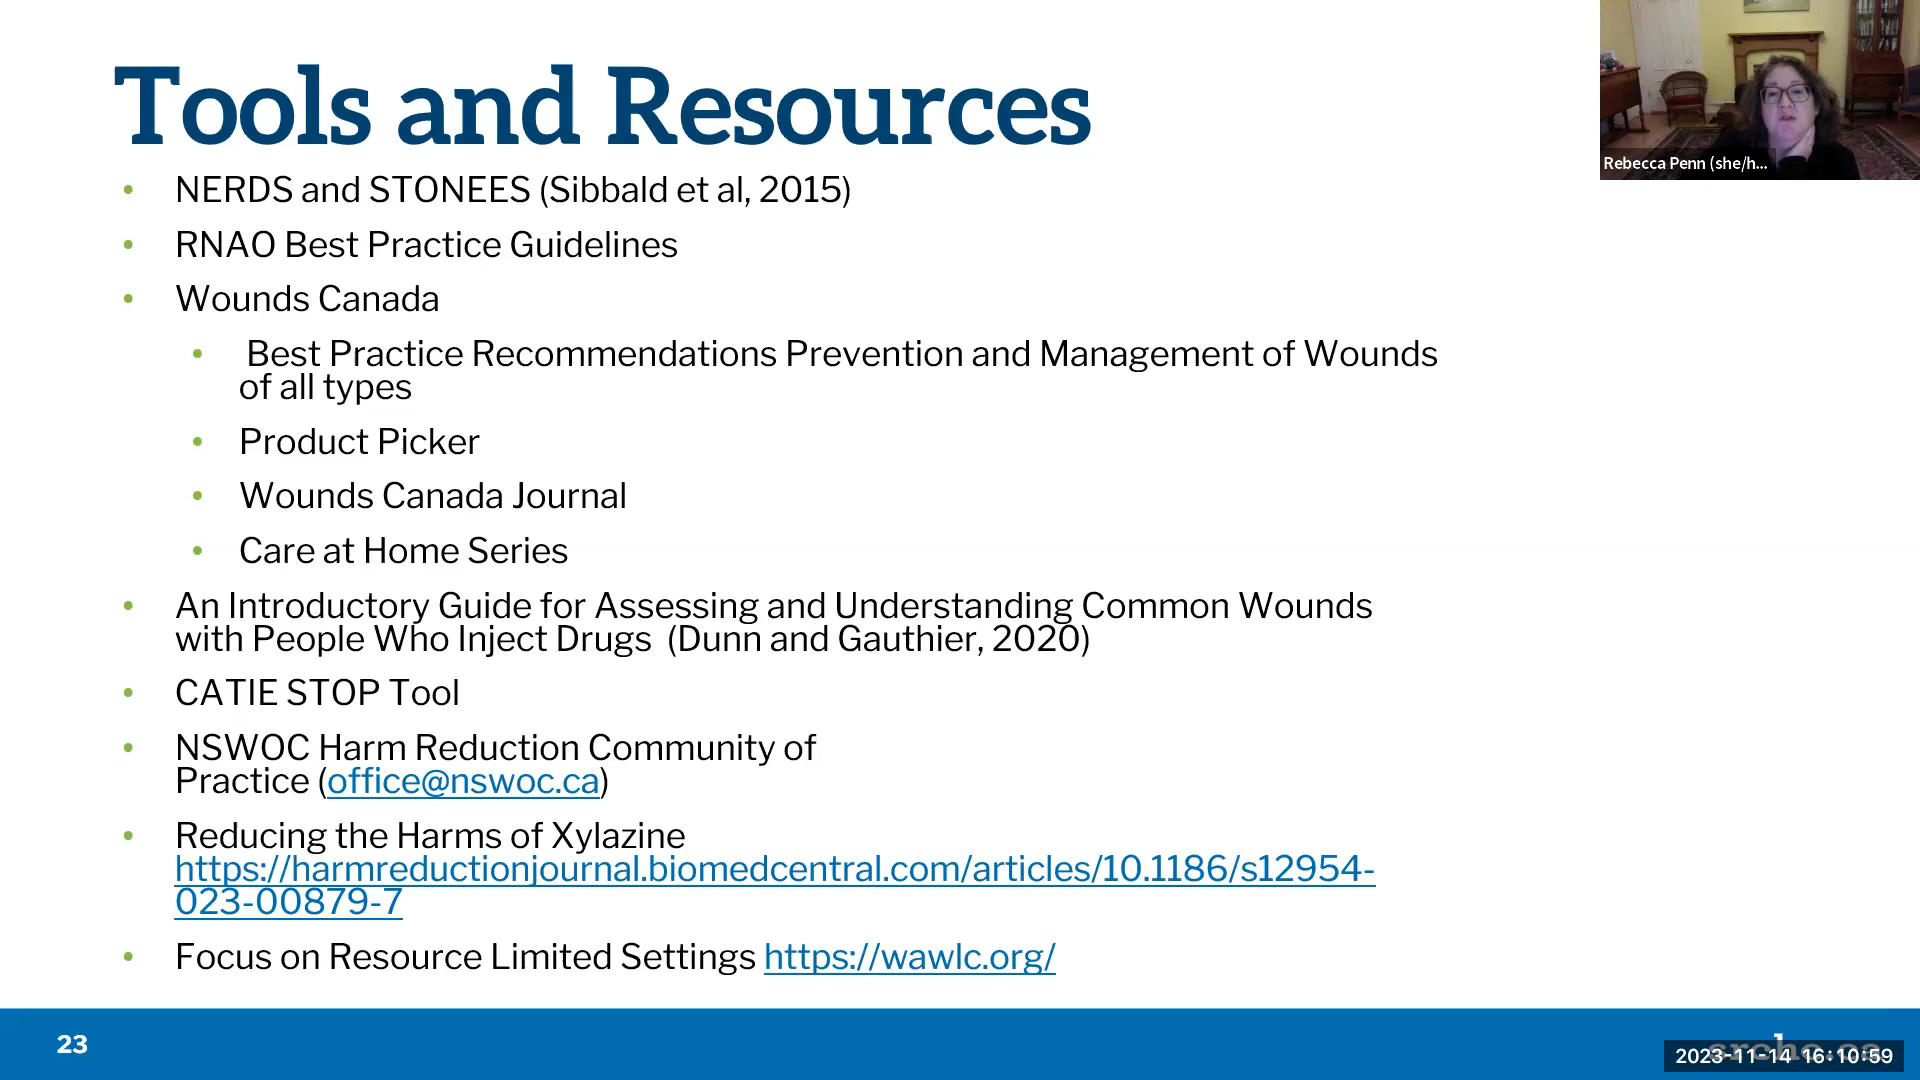 Tools and Resources
Rebecca Penn (she/h...
• NERDS and STONEES (Sibbald et al, 2015)
• RNAO Best Practice Guidelines
• Wounds Canada
• Best Practice Recommendations Prevention and Management of Wounds
of all types
• Product Picker
• Wounds Canada Journal
• Care at Home Series
• An Introductory Guide for Assessing and Understanding Common Wounds
with People Who Inject Drugs (Dunn and Gauthier, 2020)
• CATIE STOP Tool
• NSWOC Harm Reduction Community of
Practice (office@nswoc.ca)
• Reducing the Harms of Xylazine
https://harmreductionjournal.biomedcentral.com/articles/10.1186/s12954-
023-00879-7
• Focus on Resource Limited Settings https://wawlc.org/
23
2023-11-14 16:10:59